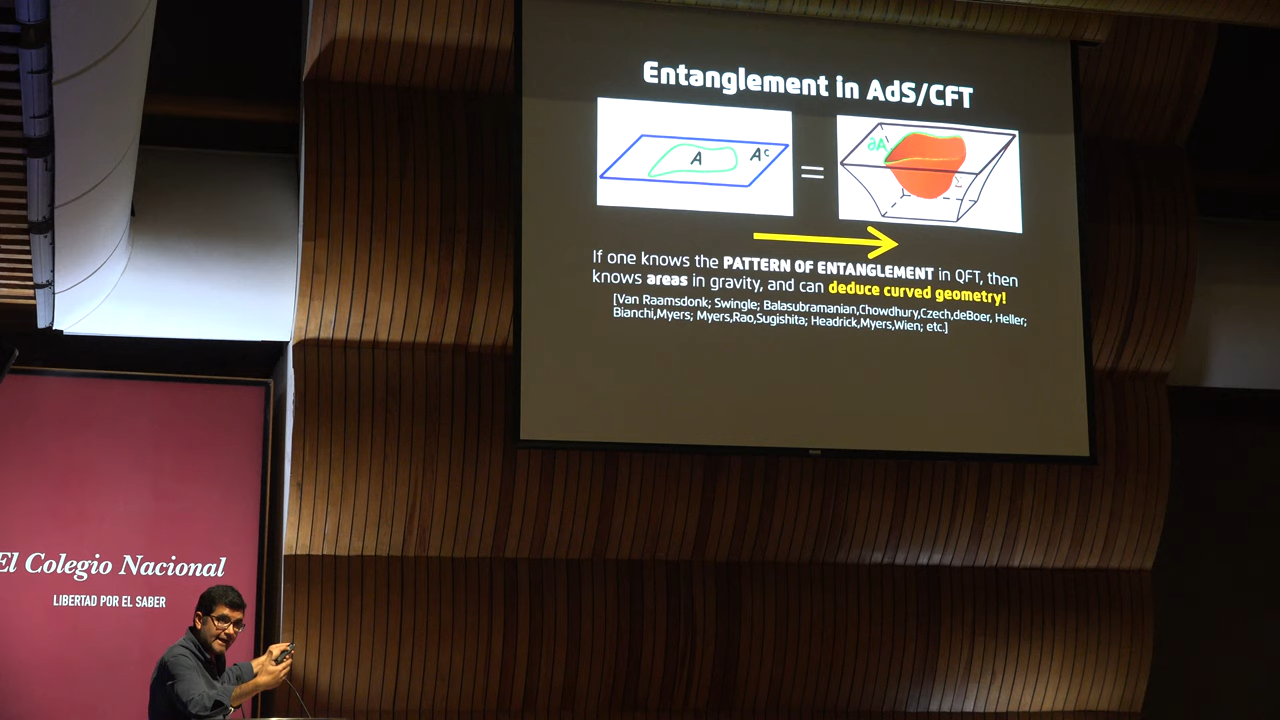 Entanglement in AdS/CFT
A
Aᶜ
=
∂A
If one knows the PATTERN OF ENTANGLEMENT in QFT, then
knows areas in gravity, and can deduce curved geometry!
[Van Raamsdonk; Swingle; Balasubramanian,Chowdhury,Czech,deBoer, Heller;
Bianchi,Myers; Myers,Rao,Sugishita; Headrick,Myers,Wien; etc.]
El Colegio Nacional
LIBERTAD POR EL SABER